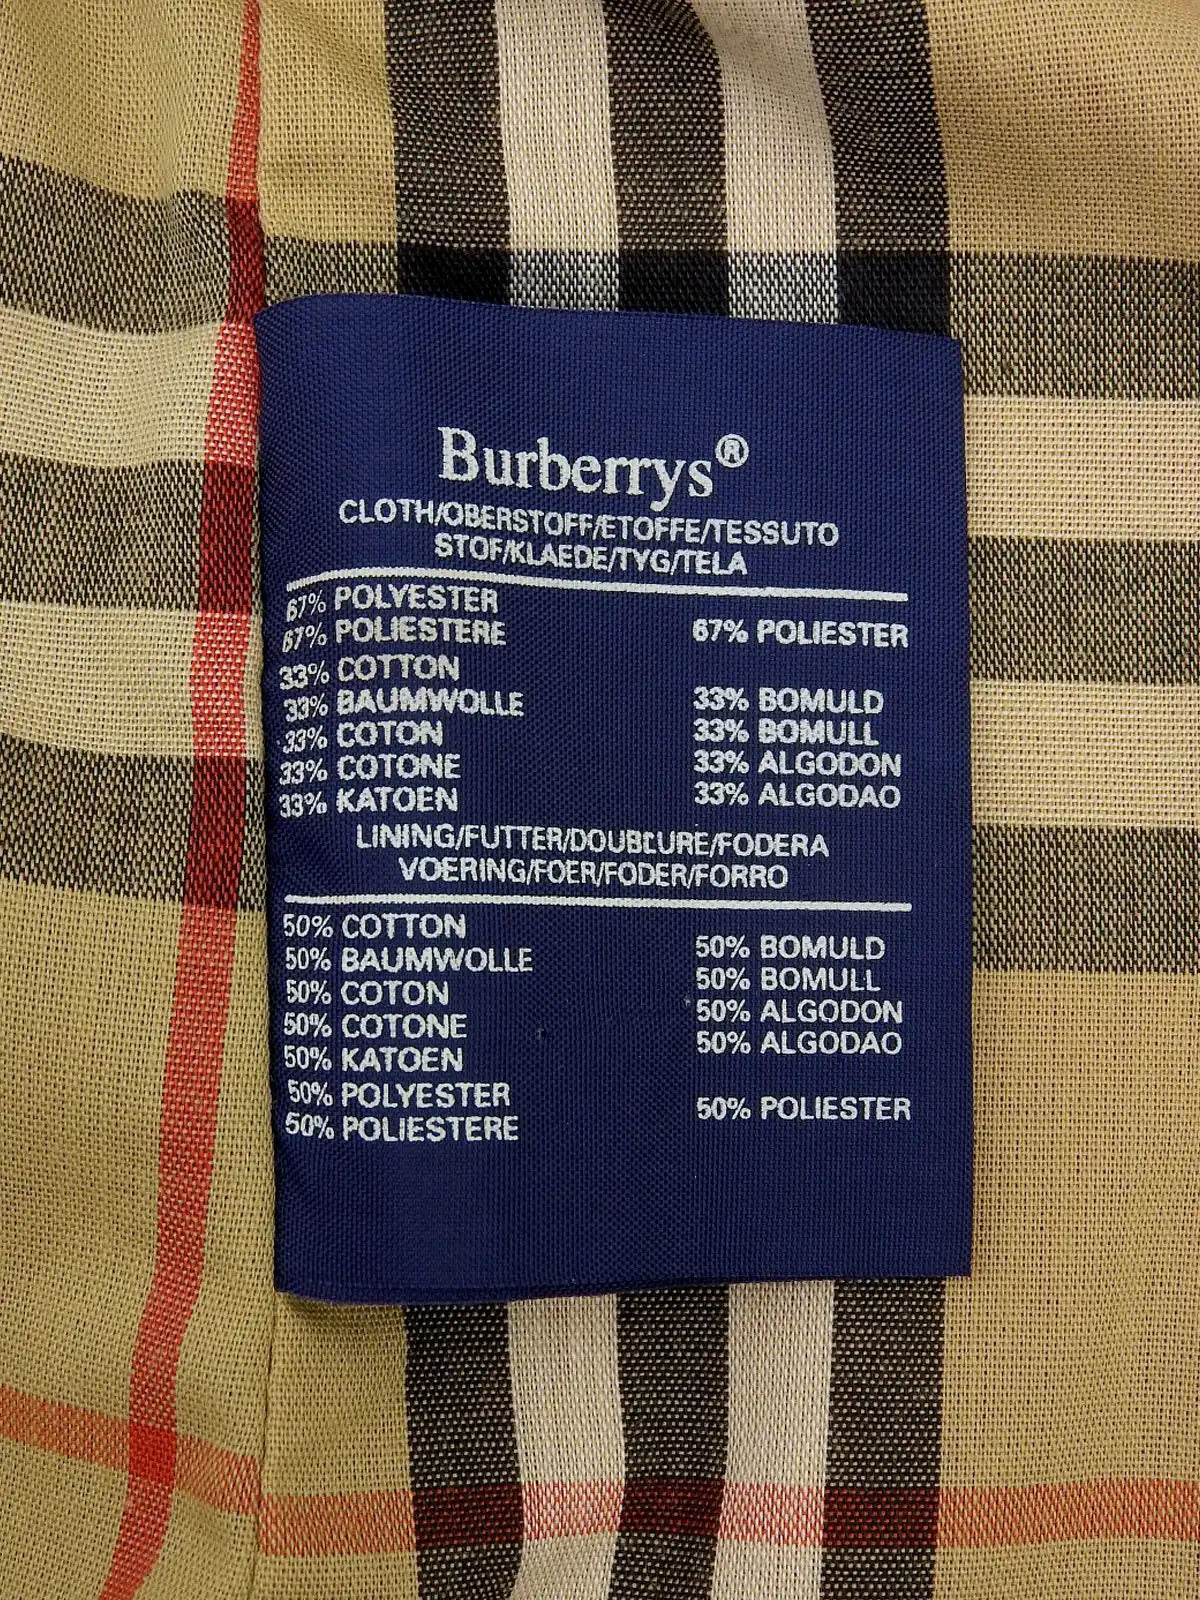 Burberrys®
CLOTH/OBERSTOFF/ETOFFE/TESSUTO
STOF/KLAEDE/TYG/TELA
67% POLYESTER
67% POLIESTERE 67% POLIESTER
33% COTTON
33% BAUMWOLLE 33% BOMULD
33% COTON 33% BOMULL
33% COTONE 33% ALGODON
33% KATOEN 33% ALGODAO
LINING/FUTTER/DOUBLURE/FODERA
VOERING/FOER/FODER/FORRO
50% COTTON
50% BAUMWOLLE 50% BOMULD
50% COTON 50% BOMULL
50% COTONE 50% ALGODON
50% KATOEN 50% ALGODAO
50% POLYESTER
50% POLIESTERE 50% POLIESTER